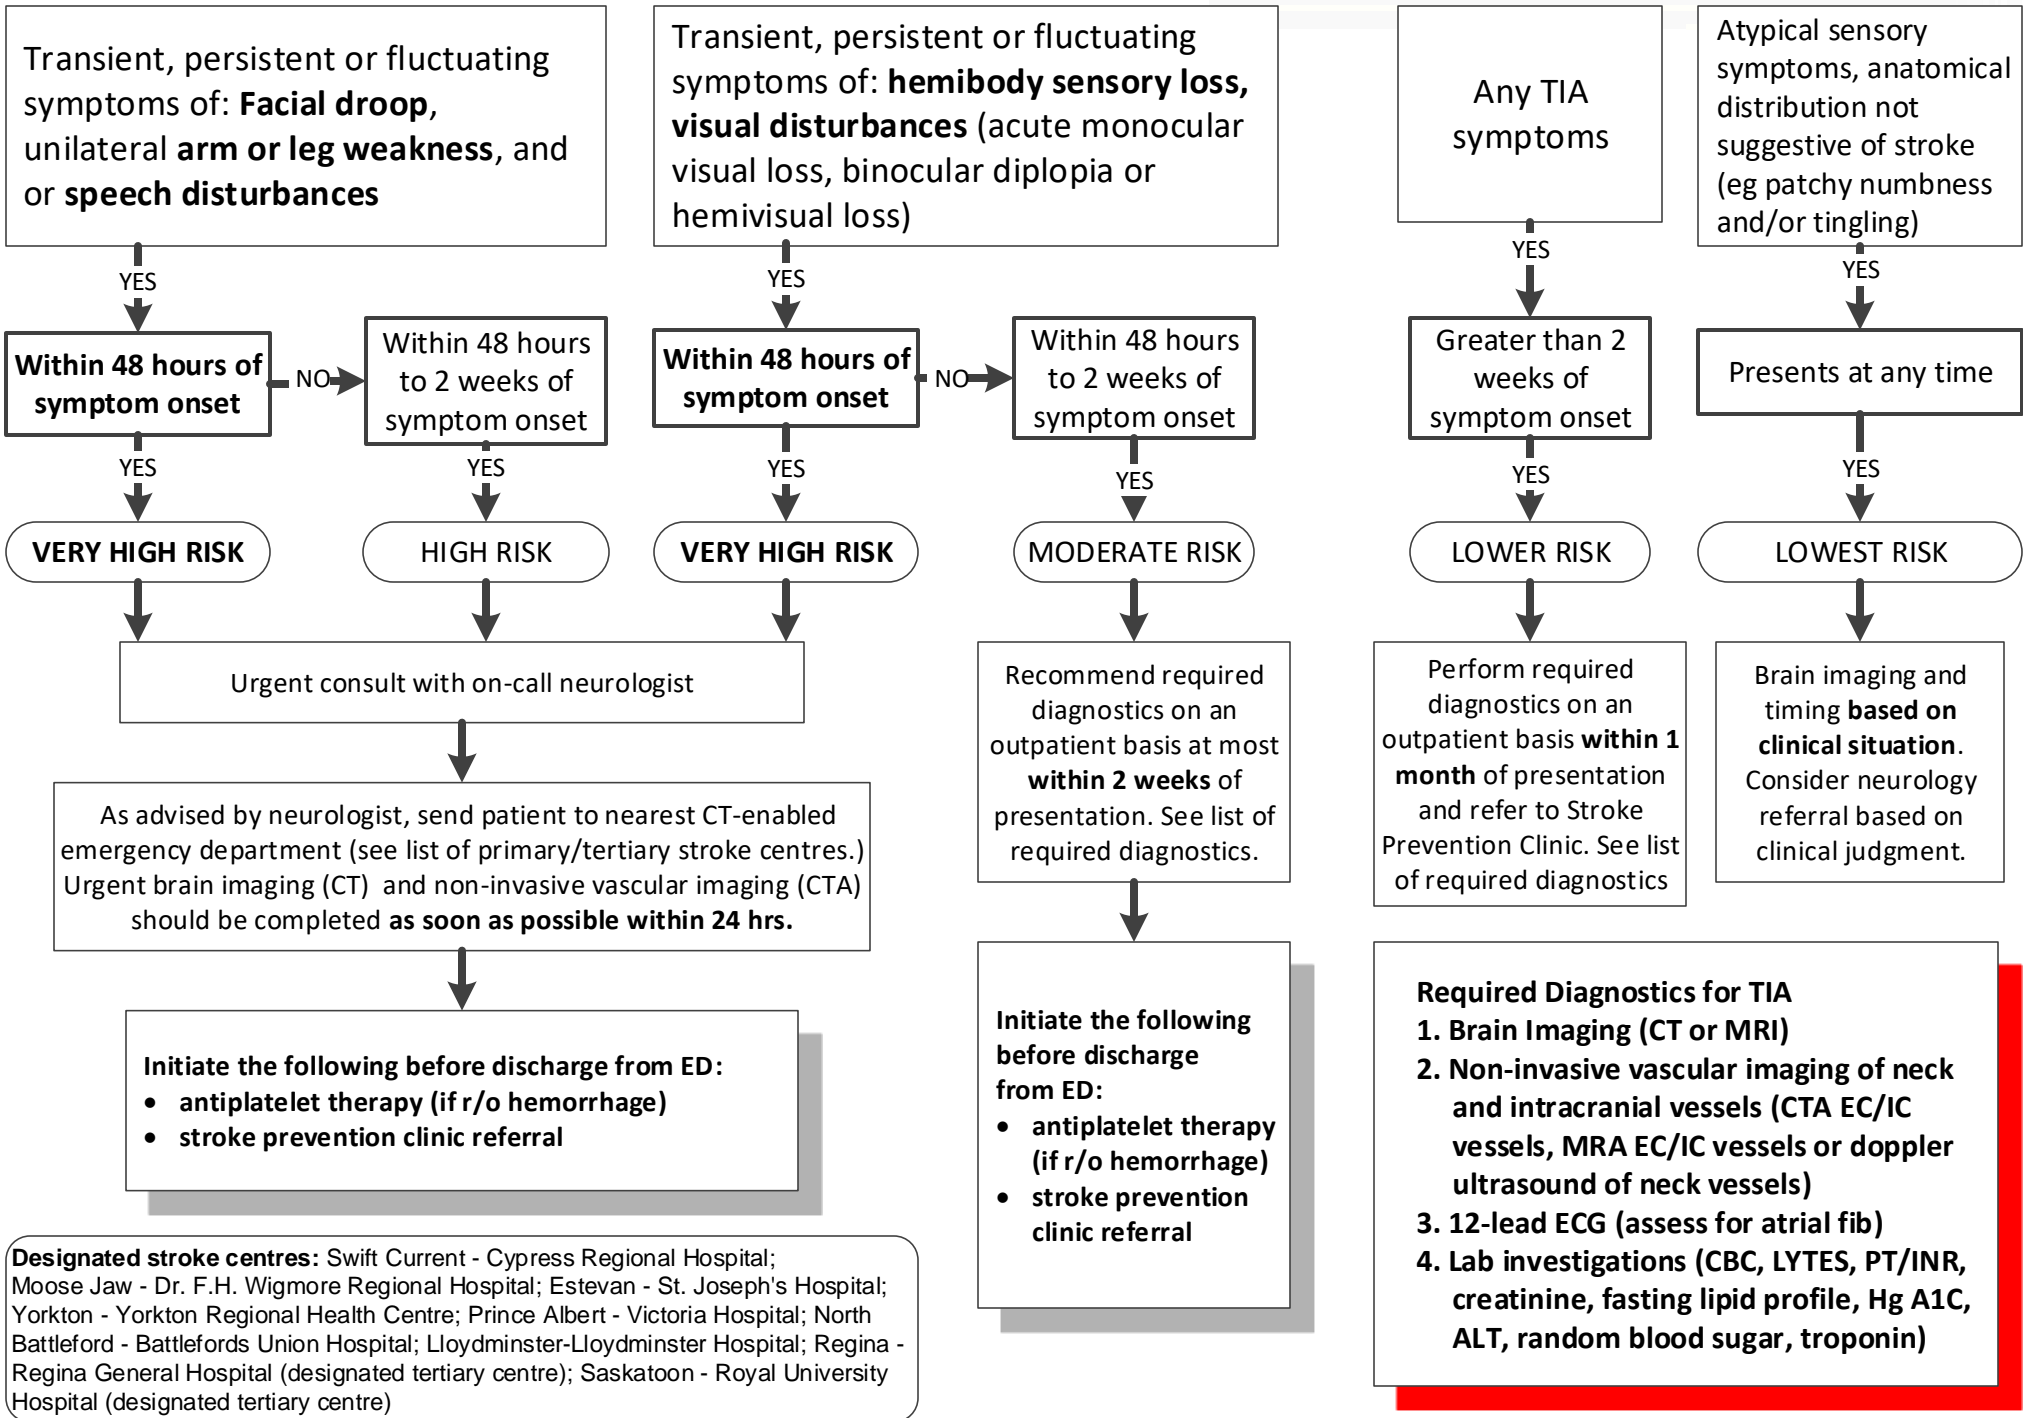 Transient, persistent or fluctuating
symptoms of: Facial droop,
unilateral arm or leg weakness, and
or speech disturbances
Transient, persistent or fluctuating
symptoms of: hemibody sensory loss,
visual disturbances (acute monocular
visual loss, binocular diplopia or
hemivisual loss)
Any TIA
symptoms
Atypical sensory
symptoms, anatomical
distribution not
suggestive of stroke
(eg patchy numbness
and/or tingling)
YES
YES
YES
YES
Within 48 hours of
symptom onset
NO
Within 48 hours
to 2 weeks of
symptom onset
Within 48 hours of
symptom onset
NO
Within 48 hours
to 2 weeks of
symptom onset
Greater than 2
weeks of
symptom onset
Presents at any time
YES
YES
YES
YES
YES
YES
VERY HIGH RISK
HIGH RISK
VERY HIGH RISK
MODERATE RISK
LOWER RISK
LOWEST RISK
Urgent consult with on-call neurologist
As advised by neurologist, send patient to nearest CT-enabled
emergency department (see list of primary/tertiary stroke centres.)
Urgent brain imaging (CT) and non-invasive vascular imaging (CTA)
should be completed as soon as possible within 24 hrs.
Initiate the following before discharge from ED:
• antiplatelet therapy (if r/o hemorrhage)
• stroke prevention clinic referral
Recommend required
diagnostics on an
outpatient basis at most
within 2 weeks of
presentation. See list of
required diagnostics.
Initiate the following
before discharge
from ED:
• antiplatelet therapy
(if r/o hemorrhage)
• stroke prevention
clinic referral
Perform required
diagnostics on an
outpatient basis within 1
month of presentation
and refer to Stroke
Prevention Clinic. See list
of required diagnostics
Brain imaging and
timing based on
clinical situation.
Consider neurology
referral based on
clinical judgment.
Required Diagnostics for TIA
1. Brain Imaging (CT or MRI)
2. Non-invasive vascular imaging of neck
and intracranial vessels (CTA EC/IC
vessels, MRA EC/IC vessels or doppler
ultrasound of neck vessels)
3. 12-lead ECG (assess for atrial fib)
4. Lab investigations (CBC, LYTES, PT/INR,
creatinine, fasting lipid profile, Hg A1C,
ALT, random blood sugar, troponin)
Designated stroke centres: Swift Current - Cypress Regional Hospital;
Moose Jaw - Dr. F.H. Wigmore Regional Hospital; Estevan - St. Joseph's Hospital;
Yorkton - Yorkton Regional Health Centre; Prince Albert - Victoria Hospital; North
Battleford - Battlefords Union Hospital; Lloydminster-Lloydminster Hospital; Regina -
Regina General Hospital (designated tertiary centre); Saskatoon - Royal University
Hospital (designated tertiary centre)